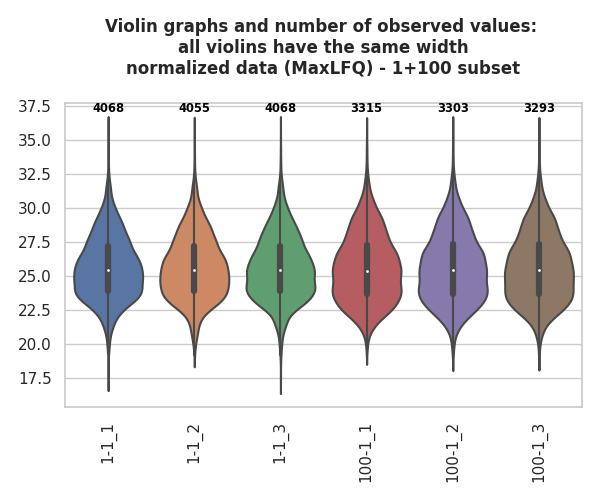 Violin graphs and number of observed values:
all violins have the same width
normalized data (MaxLFQ) - 1+100 subset
4068 4055 4068 3315 3303 3293
37.5
35.0
32.5
30.0
27.5
25.0
22.5
20.0
17.5
1-1_1 1-1_2 1-1_3 100-1_1 100-1_2 100-1_3